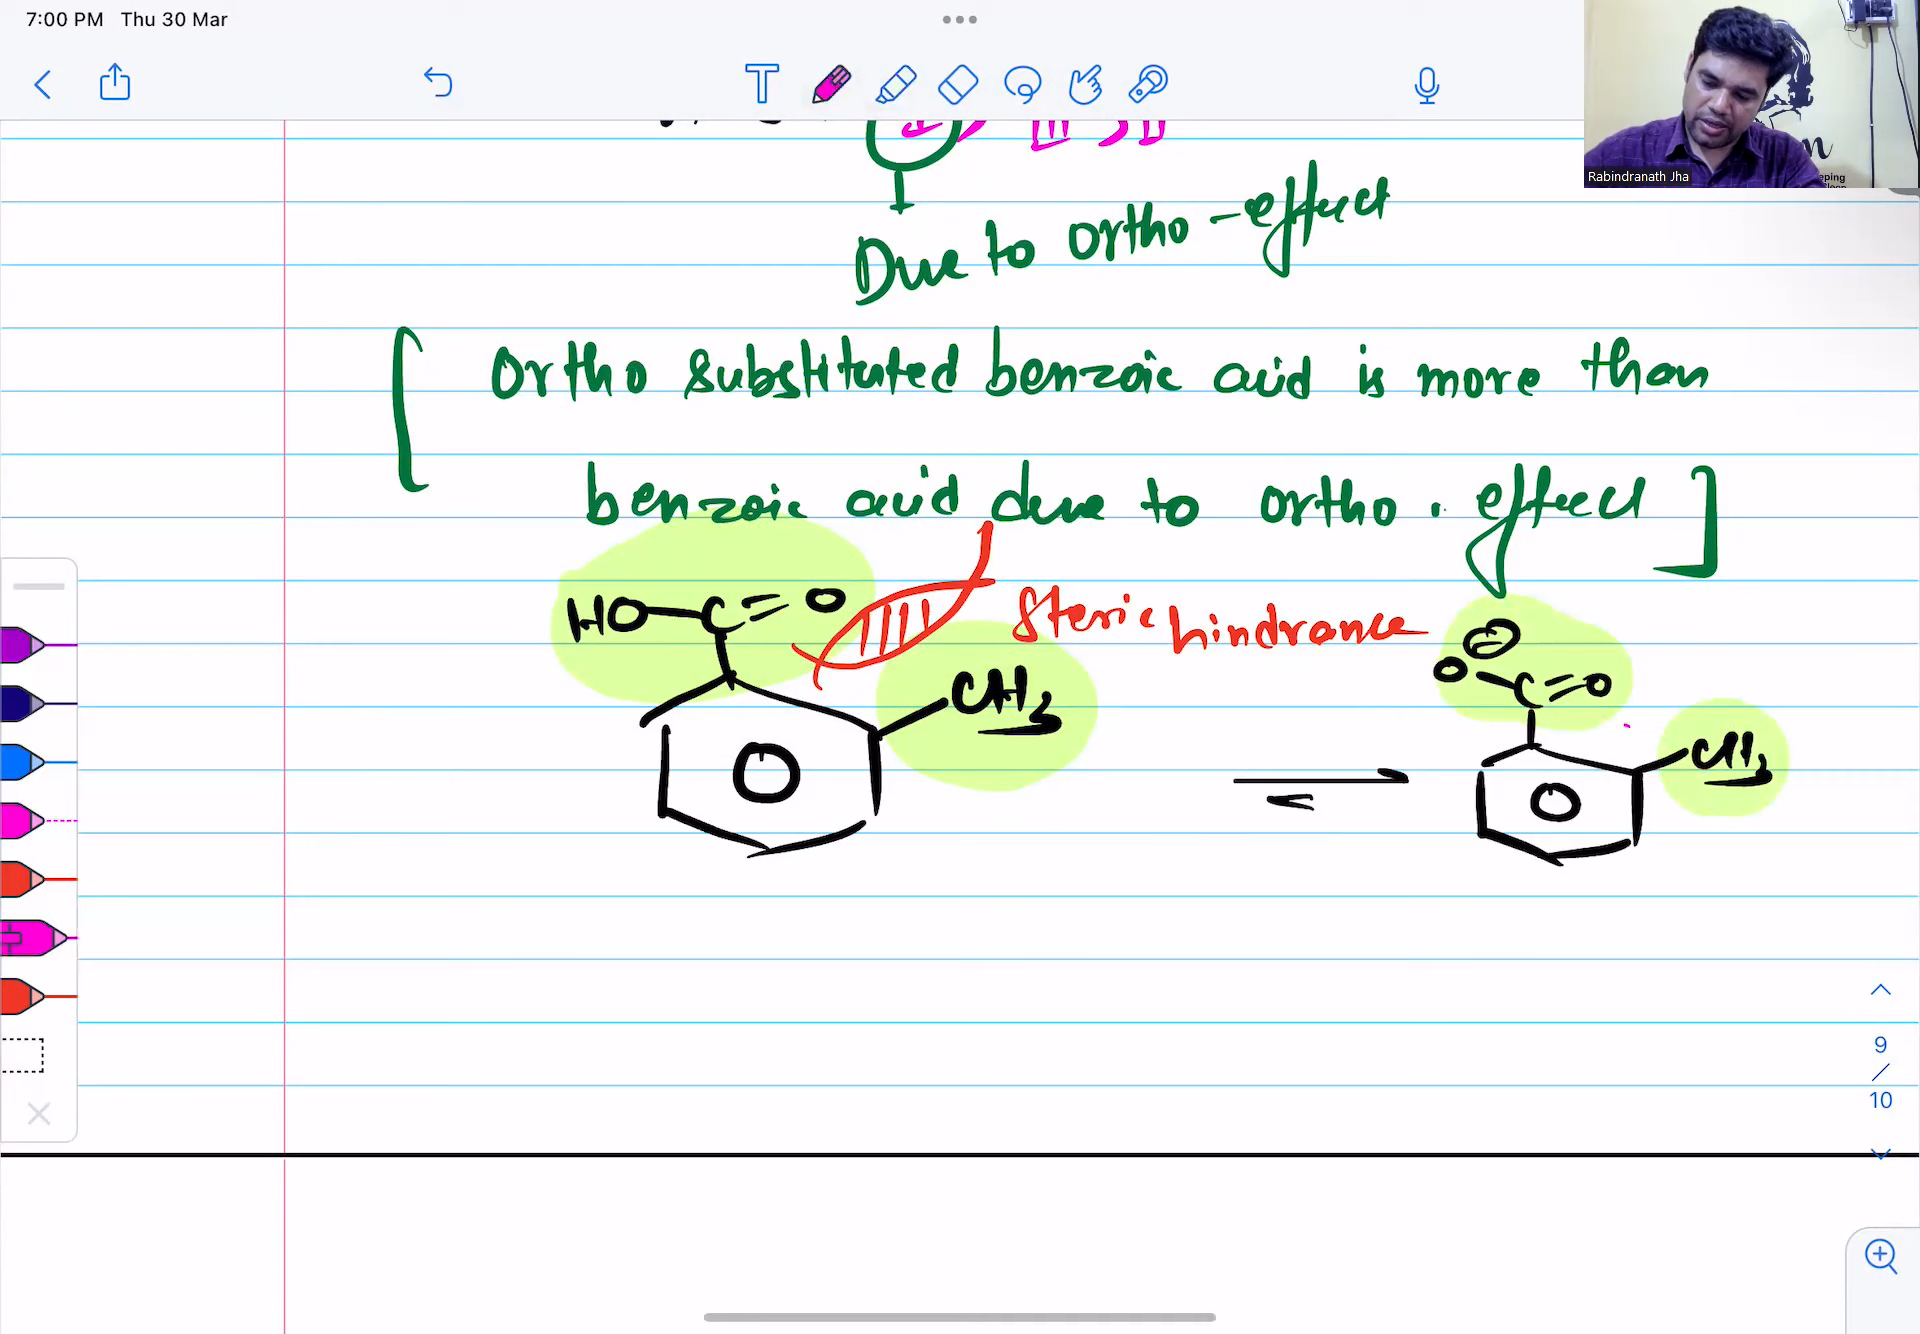 7:00 PM Thu 30 Mar
Rabindranath Jha
Due to ortho-effect
Ortho substituted benzoic acid is more than
benzoic acid due to ortho. effect
HO-C=O
Steric hindrance
CH3
⊖
O-C=O
CH3
9
/
10